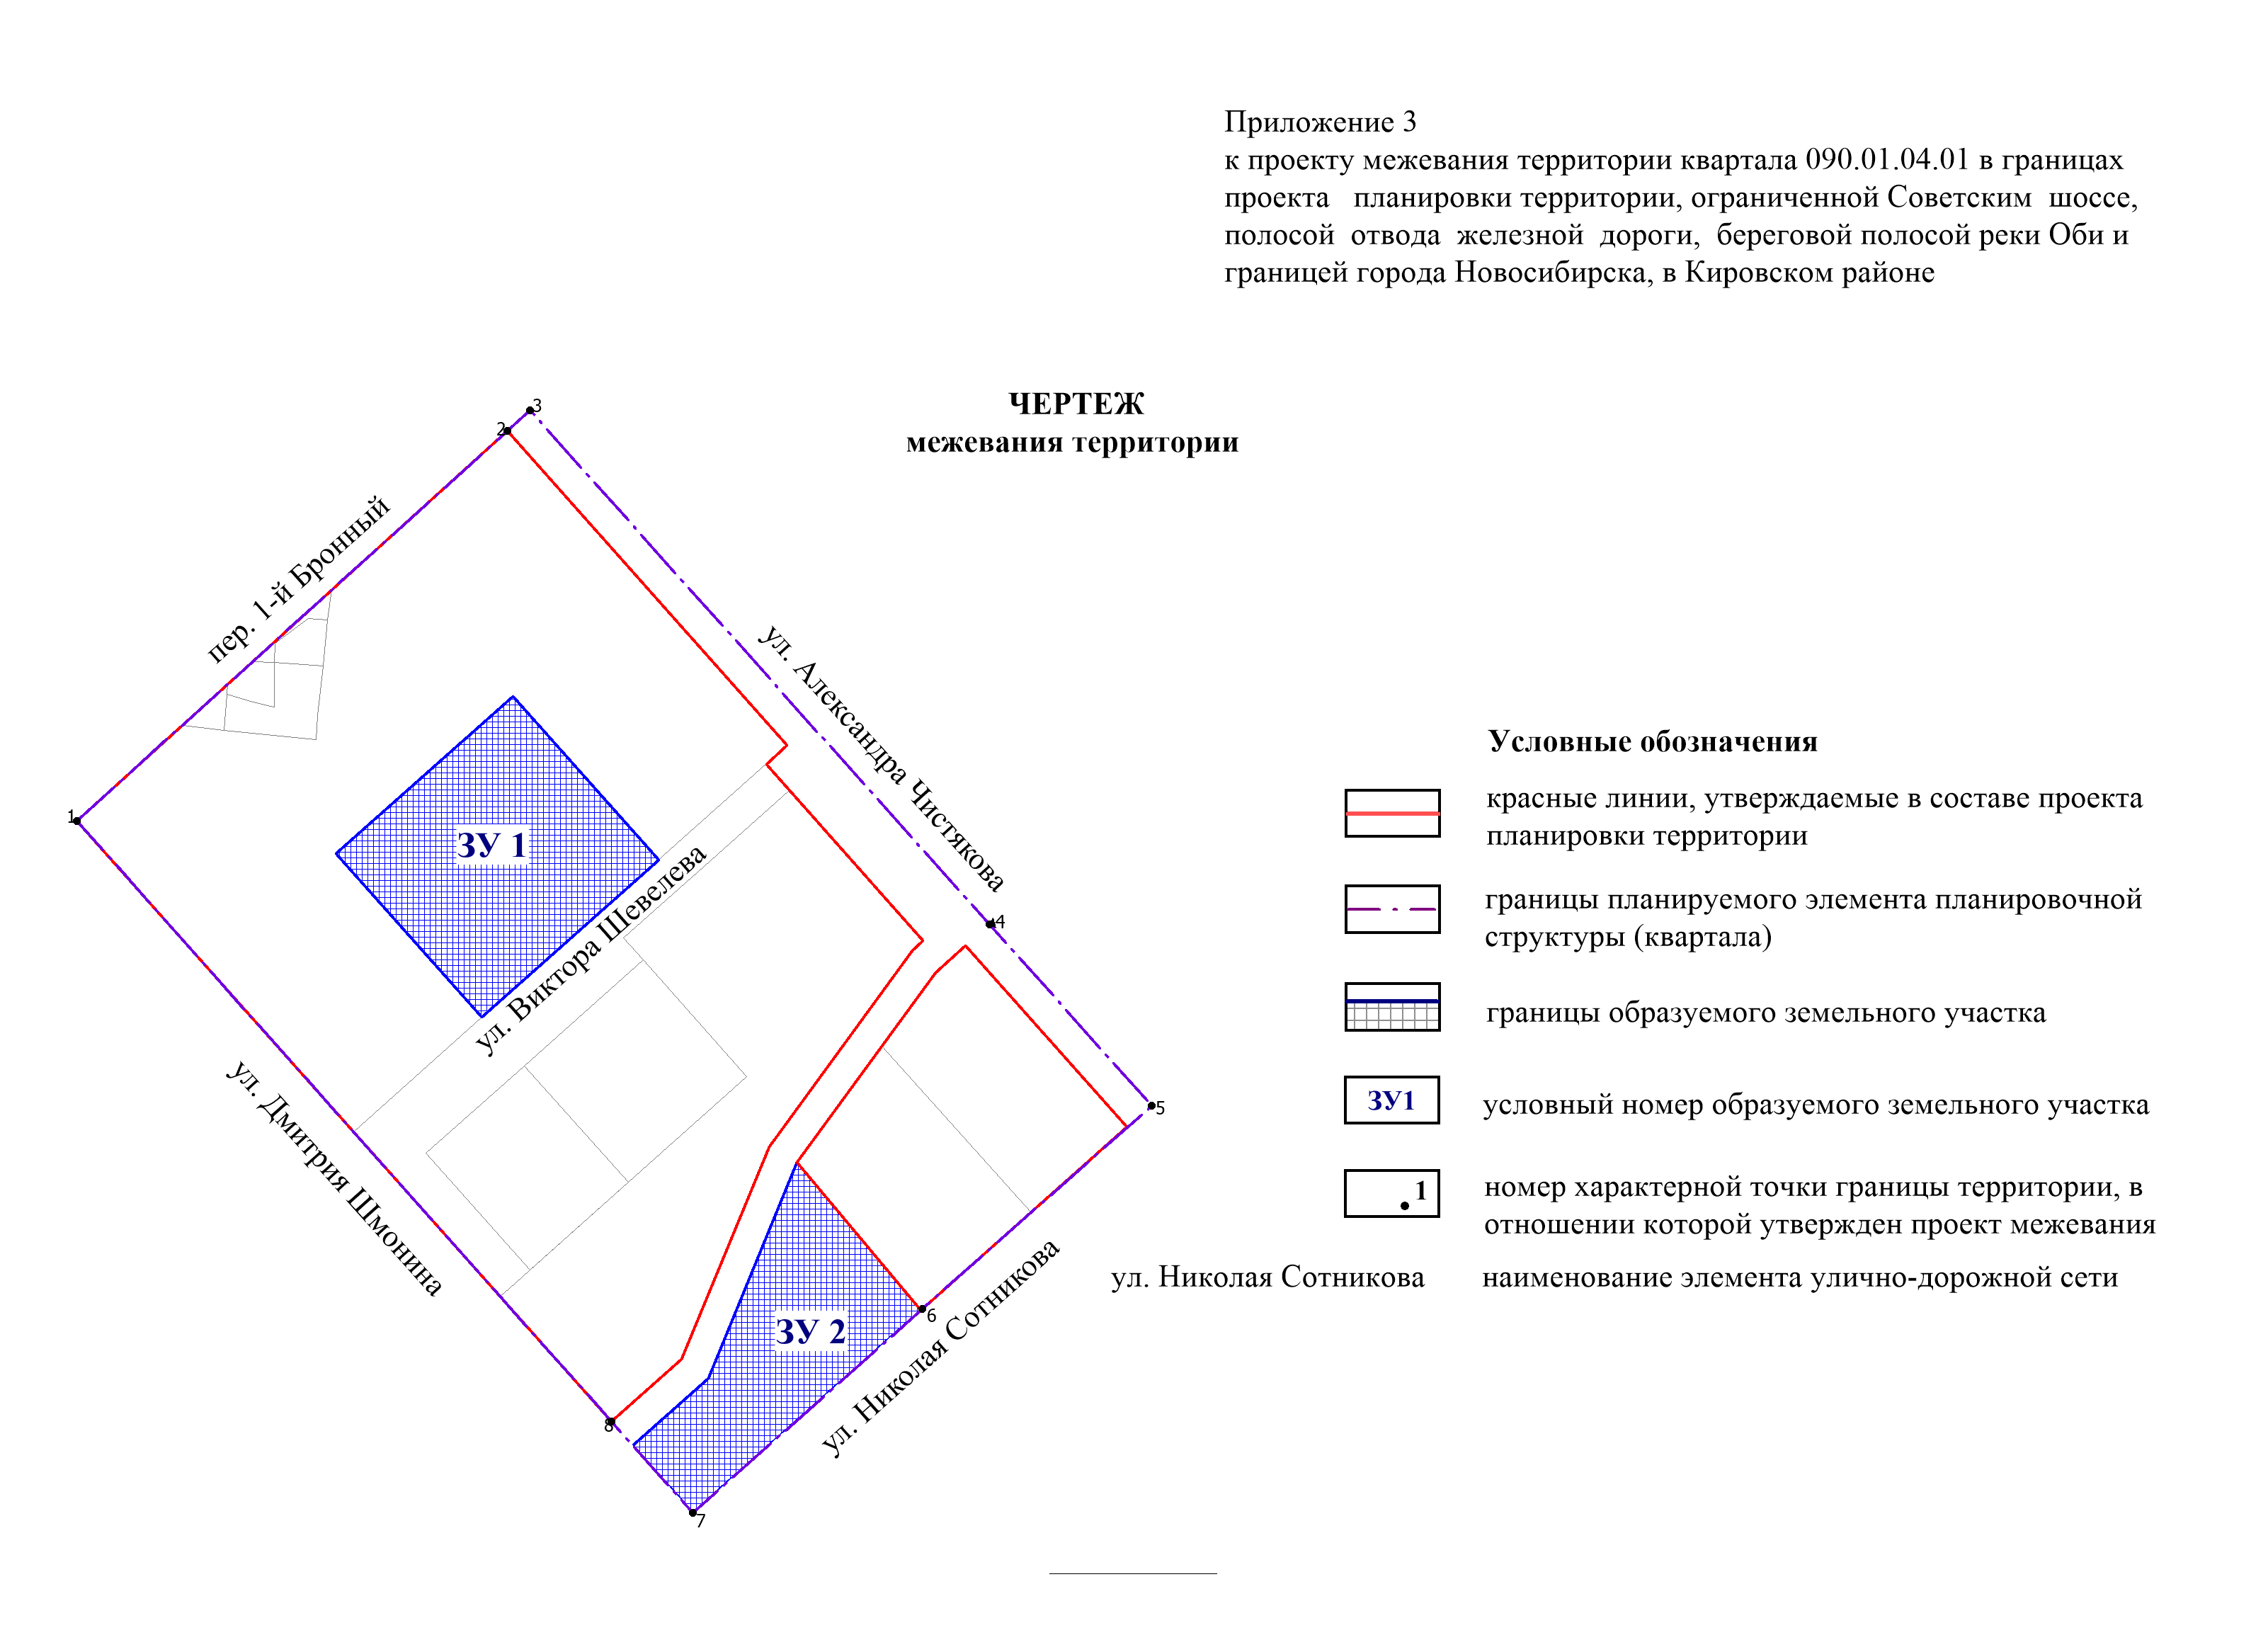 Приложение 3
к проекту межевания территории квартала 090.01.04.01 в границах
проекта планировки территории, ограниченной Советским шоссе,
полосой отвода железной дороги, береговой полосой реки Оби и
границей города Новосибирска, в Кировском районе
ЧЕРТЕЖ
межевания территории
3
2
пер. 1-й Бронный
ул. Александра Чистякова
1
ЗУ 1
ул. Виктора Шевелева
4
ул. Дмитрия Шмонина
5
6
ЗУ 2
ул. Николая Сотникова
8
7
Условные обозначения
красные линии, утверждаемые в составе проекта
планировки территории
границы планируемого элемента планировочной
структуры (квартала)
границы образуемого земельного участка
ЗУ1
условный номер образуемого земельного участка
1
номер характерной точки границы территории, в
отношении которой утвержден проект межевания
ул. Николая Сотникова
наименование элемента улично-дорожной сети